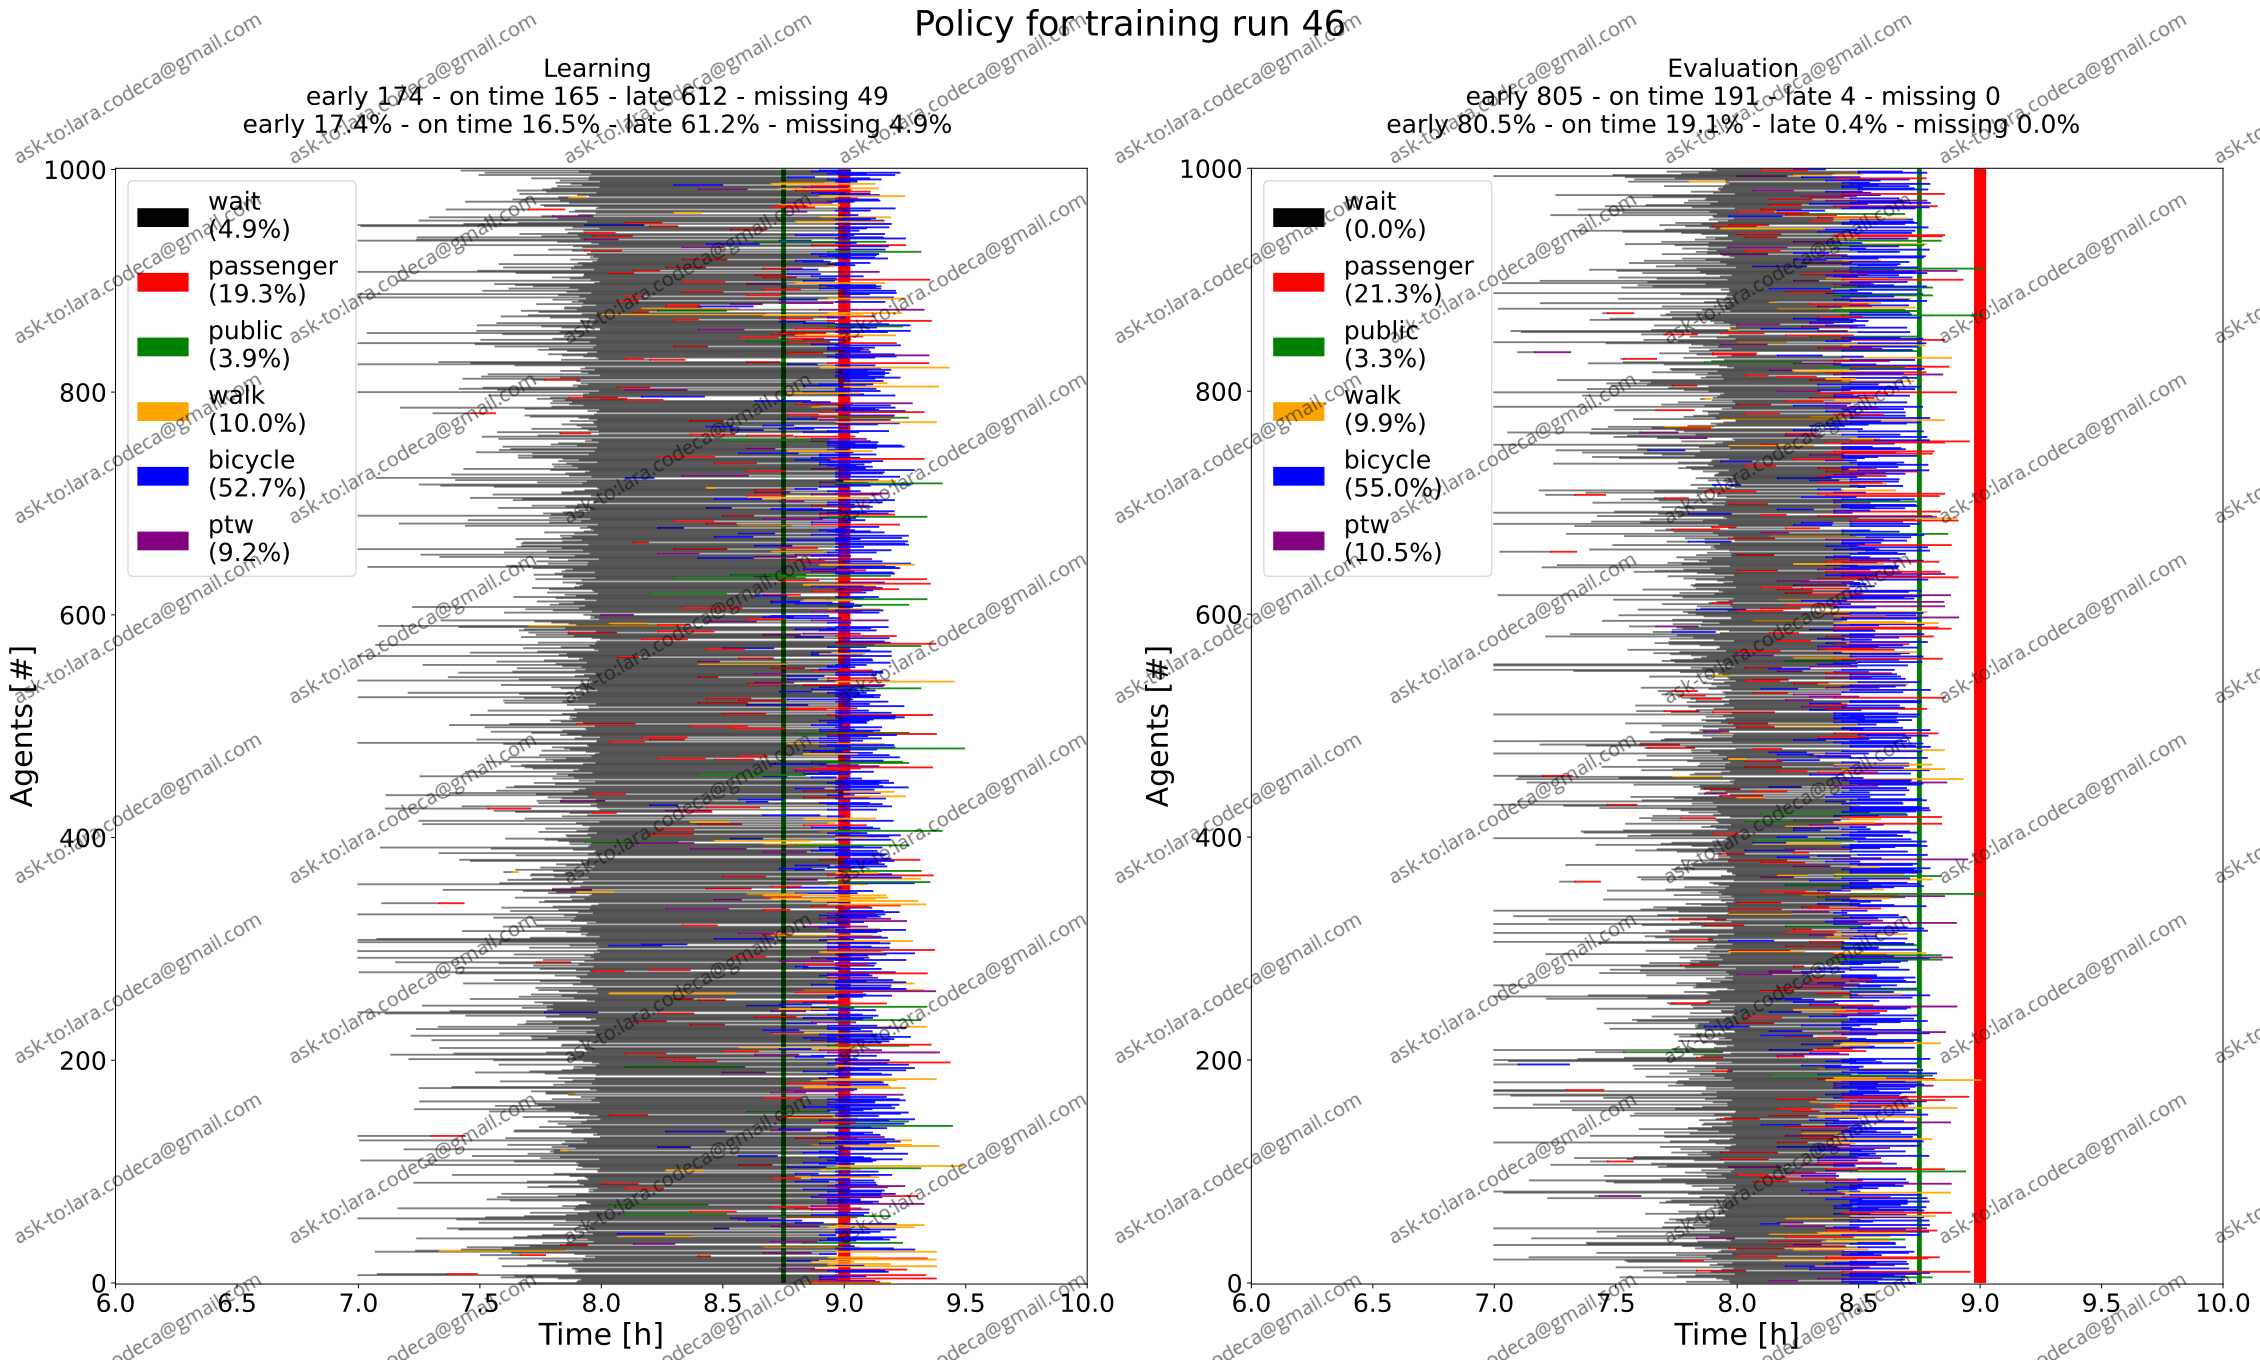 Policy for training run 46
Learning
early 174 - on time 165 - late 612 - missing 49
early 17.4% - on time 16.5% - late 61.2% - missing 4.9%
1000
800
600
400
200
0
Agents [#]
wait
(4.9%)
passenger
(19.3%)
public
(3.9%)
walk
(10.0%)
bicycle
(52.7%)
ptw
(9.2%)
6.0 6.5 7.0 7.5 8.0 8.5 9.0 9.5 10.0
Time [h]
Evaluation
early 805 - on time 191 - late 4 - missing 0
early 80.5% - on time 19.1% - late 0.4% - missing 0.0%
1000
800
600
400
200
0
Agents [#]
wait
(0.0%)
passenger
(21.3%)
public
(3.3%)
walk
(9.9%)
bicycle
(55.0%)
ptw
(10.5%)
6.0 6.5 7.0 7.5 8.0 8.5 9.0 9.5 10.0
Time [h]
ask-to:lara.codeca@gmail.com